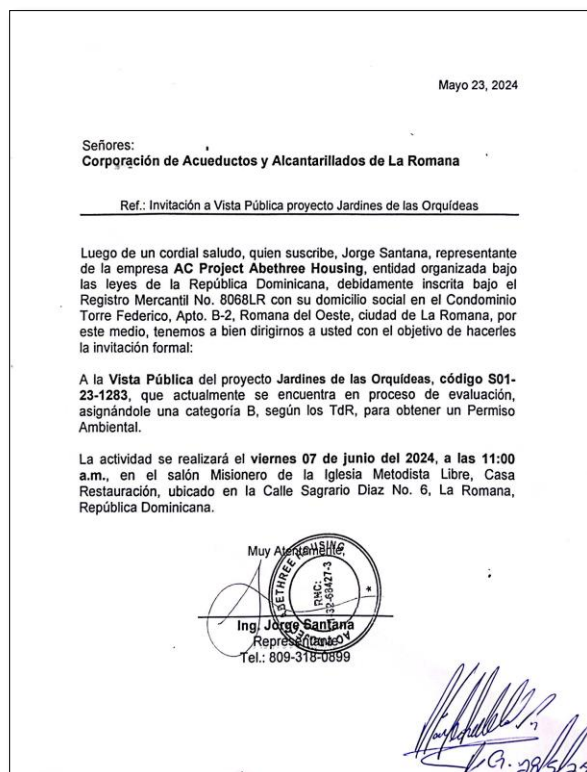 Mayo 23, 2024
Señores:
Corporación de Acueductos y Alcantarillados de La Romana
Ref.: Invitación a Vista Pública proyecto Jardines de las Orquídeas
Luego de un cordial saludo, quien suscribe, Jorge Santana, representante
de la empresa AC Project Abethree Housing, entidad organizada bajo
las leyes de la República Dominicana, debidamente inscrita bajo el
Registro Mercantil No. 8068LR con su domicilio social en el Condominio
Torre Federico, Apto. B-2, Romana del Oeste, ciudad de La Romana, por
este medio, tenemos a bien dirigirnos a usted con el objetivo de hacerles
la invitación formal:
A la Vista Pública del proyecto Jardines de las Orquídeas, código S01-
23-1283, que actualmente se encuentra en proceso de evaluación,
asignándole una categoría B, según los TdR, para obtener un Permiso
Ambiental.
La actividad se realizará el viernes 07 de junio del 2024, a las 11:00
a.m., en el salón Misionero de la Iglesia Metodista Libre, Casa
Restauración, ubicado en la Calle Sagrario Diaz No. 6, La Romana,
República Dominicana.
Muy Atentamente,
ABETHREE HOUSING
RNC:
Ing. Jorge Santana
Representante
Tel.: 809-318-0899